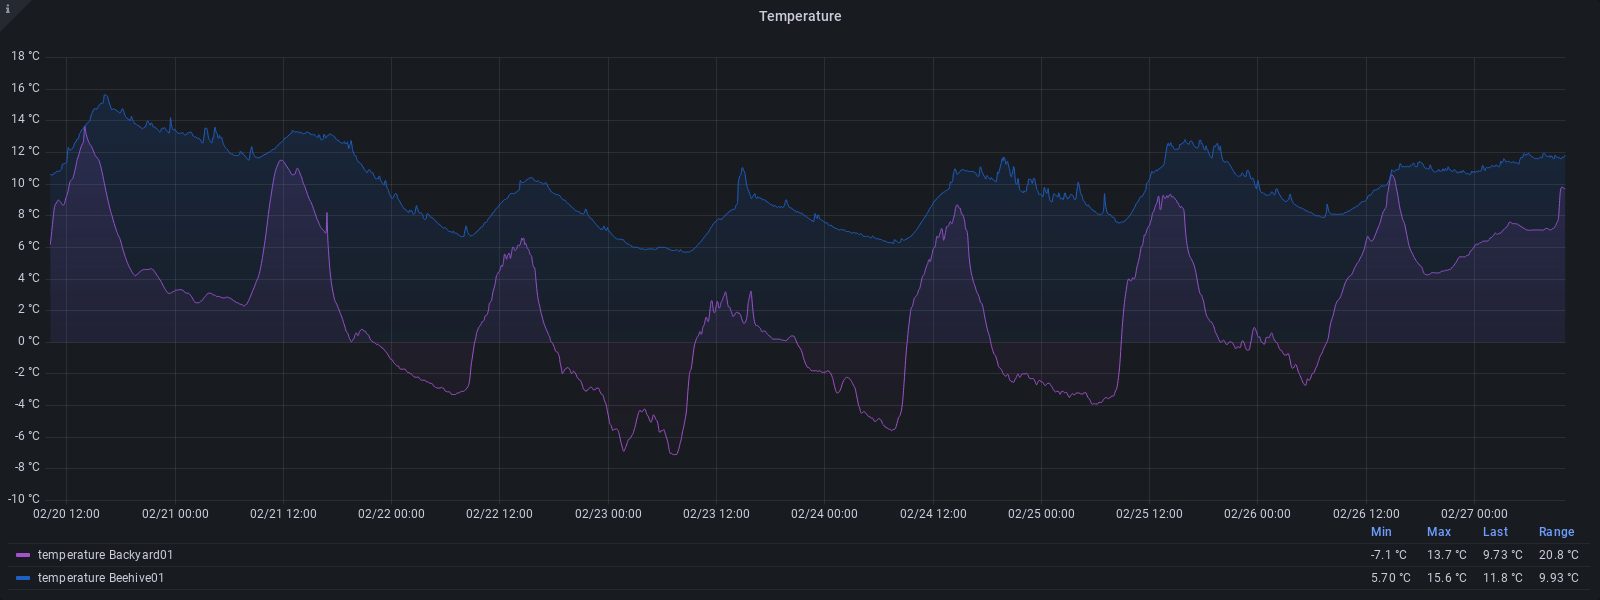 i
Temperature
18 °C
16 °C
14 °C
12 °C
10 °C
8 °C
6 °C
4 °C
2 °C
0 °C
-2 °C
-4 °C
-6 °C
-8 °C
-10 °C
02/20 12:00 02/21 00:00 02/21 12:00 02/22 00:00 02/22 12:00 02/23 00:00 02/23 12:00 02/24 00:00 02/24 12:00 02/25 00:00 02/25 12:00 02/26 00:00 02/26 12:00 02/27 00:00
Min Max Last Range
temperature Backyard01 -7.1 °C 13.7 °C 9.73 °C 20.8 °C
temperature Beehive01 5.70 °C 15.6 °C 11.8 °C 9.93 °C